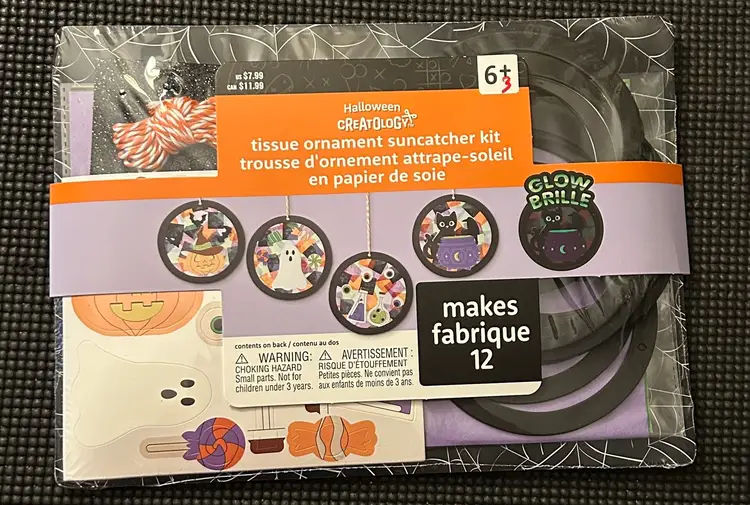 US $7.99
CAN $11.99
6+
3
Halloween
CREATOLOGY
tissue ornament suncatcher kit
trousse d'ornement attrape-soleil
en papier de soie
GLOW
BRILLE
makes
fabrique
12
contents on back / contenu au dos
WARNING:
CHOKING HAZARD
Small parts. Not for
children under 3 years.
AVERTISSEMENT :
RISQUE D'ÉTOUFFEMENT
Petites pièces. Ne convient pas
aux enfants de moins de 3 ans.